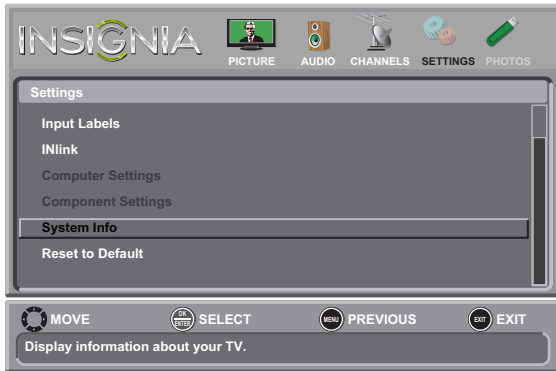 INSIGNIA
PICTURE AUDIO CHANNELS SETTINGS PHOTOS
Settings
Input Labels
INlink
Computer Settings
Component Settings
System Info
Reset to Default
MOVE OK ENTER SELECT MENU PREVIOUS EXIT EXIT
Display information about your TV.